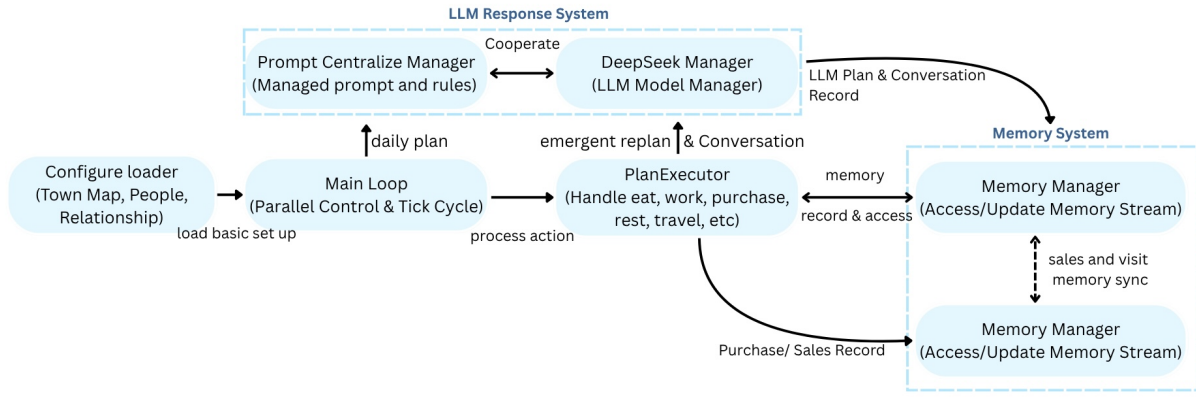 LLM Response System
Prompt Centralize Manager
(Managed prompt and rules)
Cooperate
DeepSeek Manager
(LLM Model Manager)
LLM Plan & Conversation
Record
daily plan
emergent replan & Conversation
Memory System
Configure loader
(Town Map, People,
Relationship)
load basic set up
Main Loop
(Parallel Control & Tick Cycle)
process action
PlanExecutor
(Handle eat, work, purchase,
rest, travel, etc)
memory
record & access
Memory Manager
(Access/Update Memory Stream)
sales and visit
memory sync
Purchase/ Sales Record
Memory Manager
(Access/Update Memory Stream)